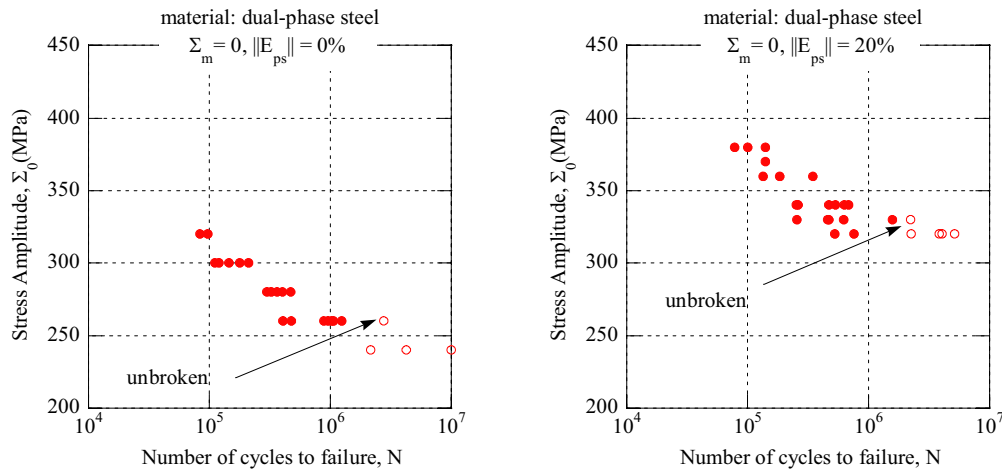 material: dual-phase steel
Σm = 0, ||Eps|| = 0%
450
400
350
300
250
200
Stress Amplitude, Σ0(MPa)
unbroken
10^4
10^5
10^6
10^7
Number of cycles to failure, N
material: dual-phase steel
Σm = 0, ||Eps|| = 20%
450
400
350
300
250
200
Stress Amplitude, Σ0(MPa)
unbroken
10^4
10^5
10^6
10^7
Number of cycles to failure, N